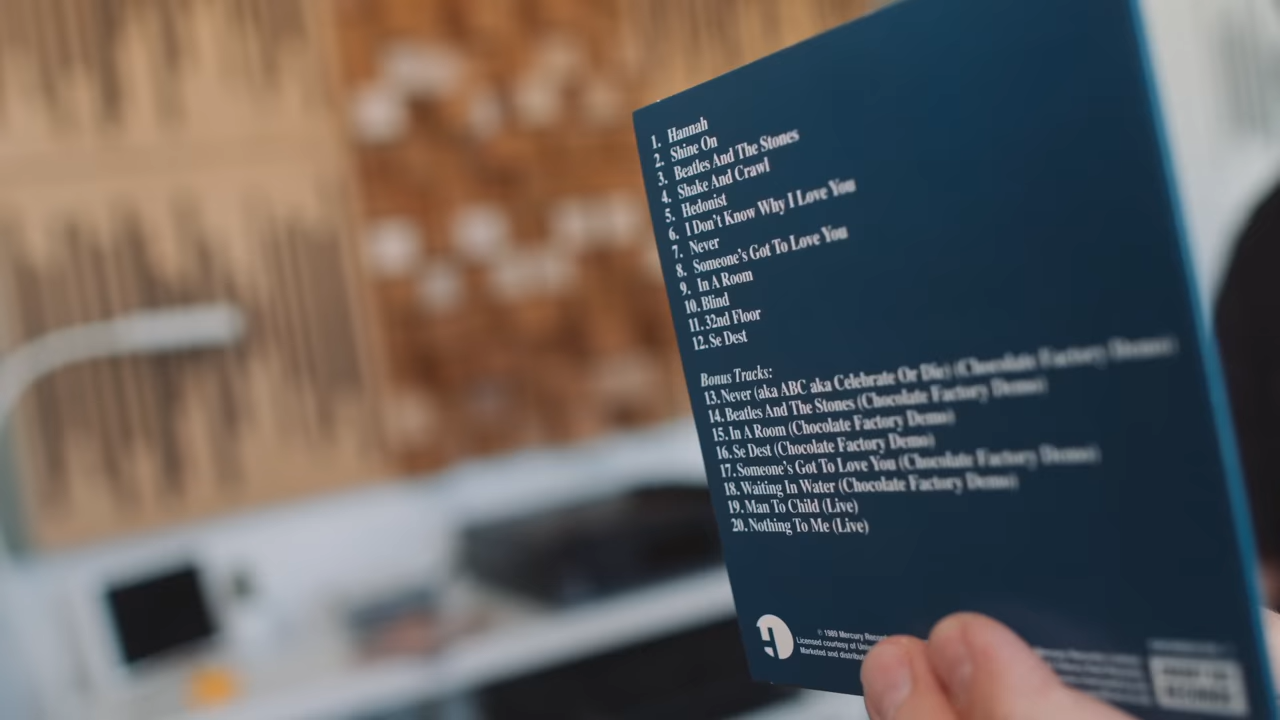 1. Hannah
2. Shine On
3. Beatles And The Stones
4. Shake And Crawl
5. Hedonist
6. I Don't Know Why I Love You
7. Never
8. Someone's Got To Love You
9. In A Room
10. Blind
11. 32nd Floor
12. Se Dest
Bonus Tracks:
13. Never (aka ABC aka Celebrate Or Die) (Chocolate Factory Demo)
14. Beatles And The Stones (Chocolate Factory Demo)
15. In A Room (Chocolate Factory Demo)
16. Se Dest (Chocolate Factory Demo)
17. Someone's Got To Love You (Chocolate Factory Demo)
18. Waiting In Water (Chocolate Factory Demo)
19. Man To Child (Live)
20. Nothing To Me (Live)
℗ 1989 Mercury
Licensed courtesy of
Marketed and